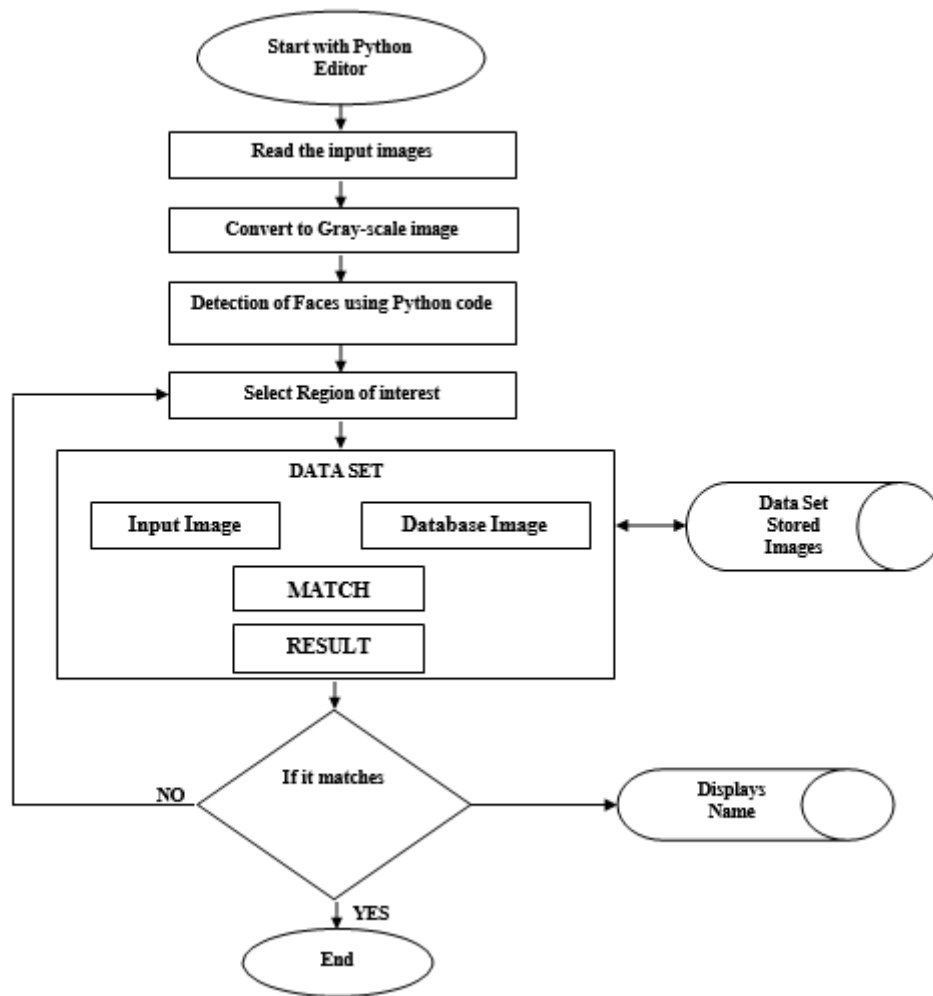 Start with Python
Editor
Read the input images
Convert to Gray-scale image
Detection of Faces using Python code
Select Region of interest
DATA SET
Input Image
Database Image
Data Set
Stored
Images
MATCH
RESULT
If it matches
NO
Displays
Name
YES
End